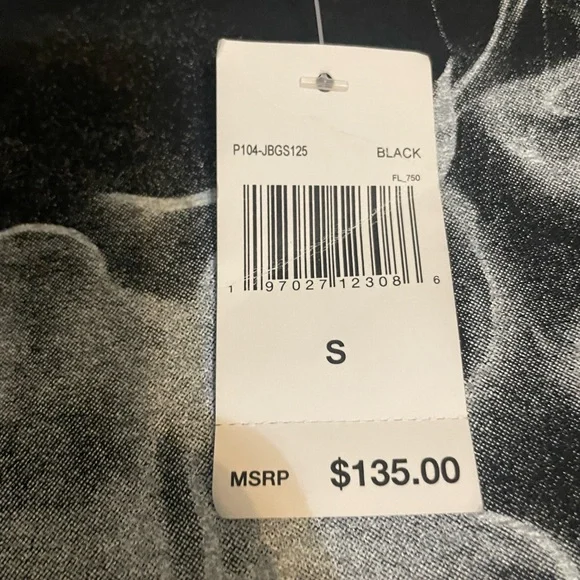 P104-JBGS125 BLACK
FL_750
1 97027 12308 6
S
MSRP $135.00